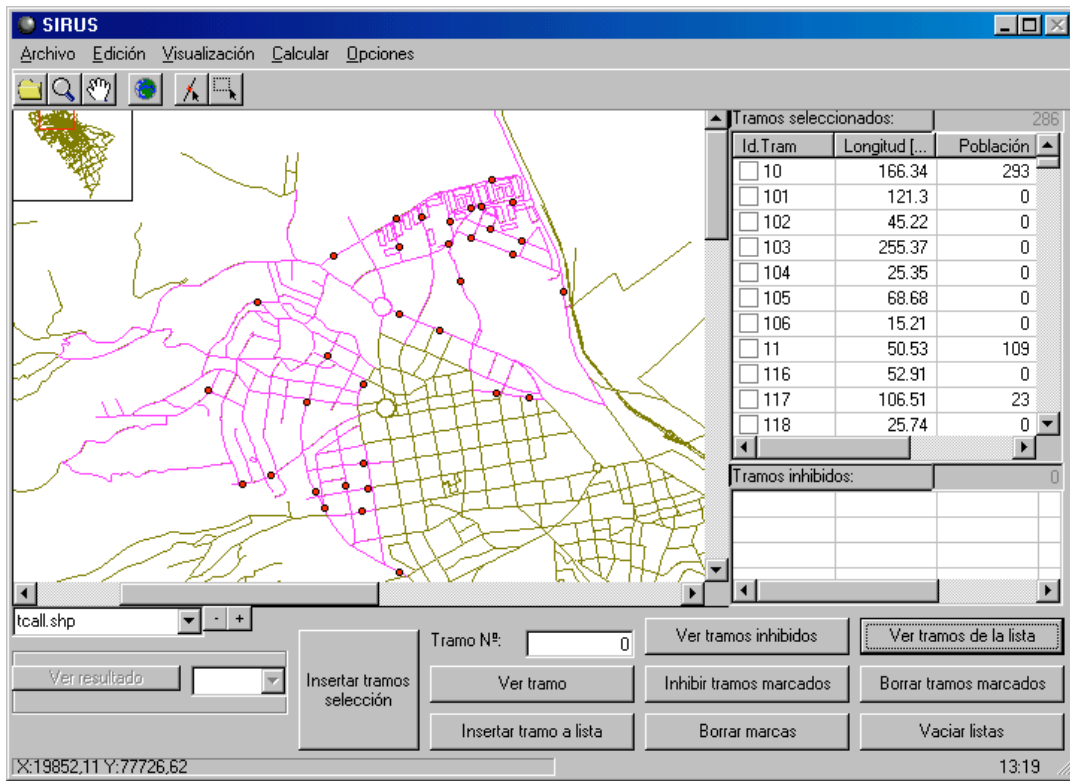 SIRUS
Archivo Edición Visualización Calcular Opciones
Tramos seleccionados: 286
Id.Tram Longitud [... Población
10 166.34 293
101 121.3 0
102 45.22 0
103 255.37 0
104 25.35 0
105 68.68 0
106 15.21 0
11 50.53 109
116 52.91 0
117 106.51 23
118 25.74 0
Tramos inhibidos: 0
tcall.shp - +
Ver resultado
Insertar tramos selección
Tramo Nº: 0
Ver tramo
Insertar tramo a lista
Ver tramos inhibidos
Inhibir tramos marcados
Borrar marcas
Ver tramos de la lista
Borrar tramos marcados
Vaciar listas
X:19852,11 Y:77726,62
13:19